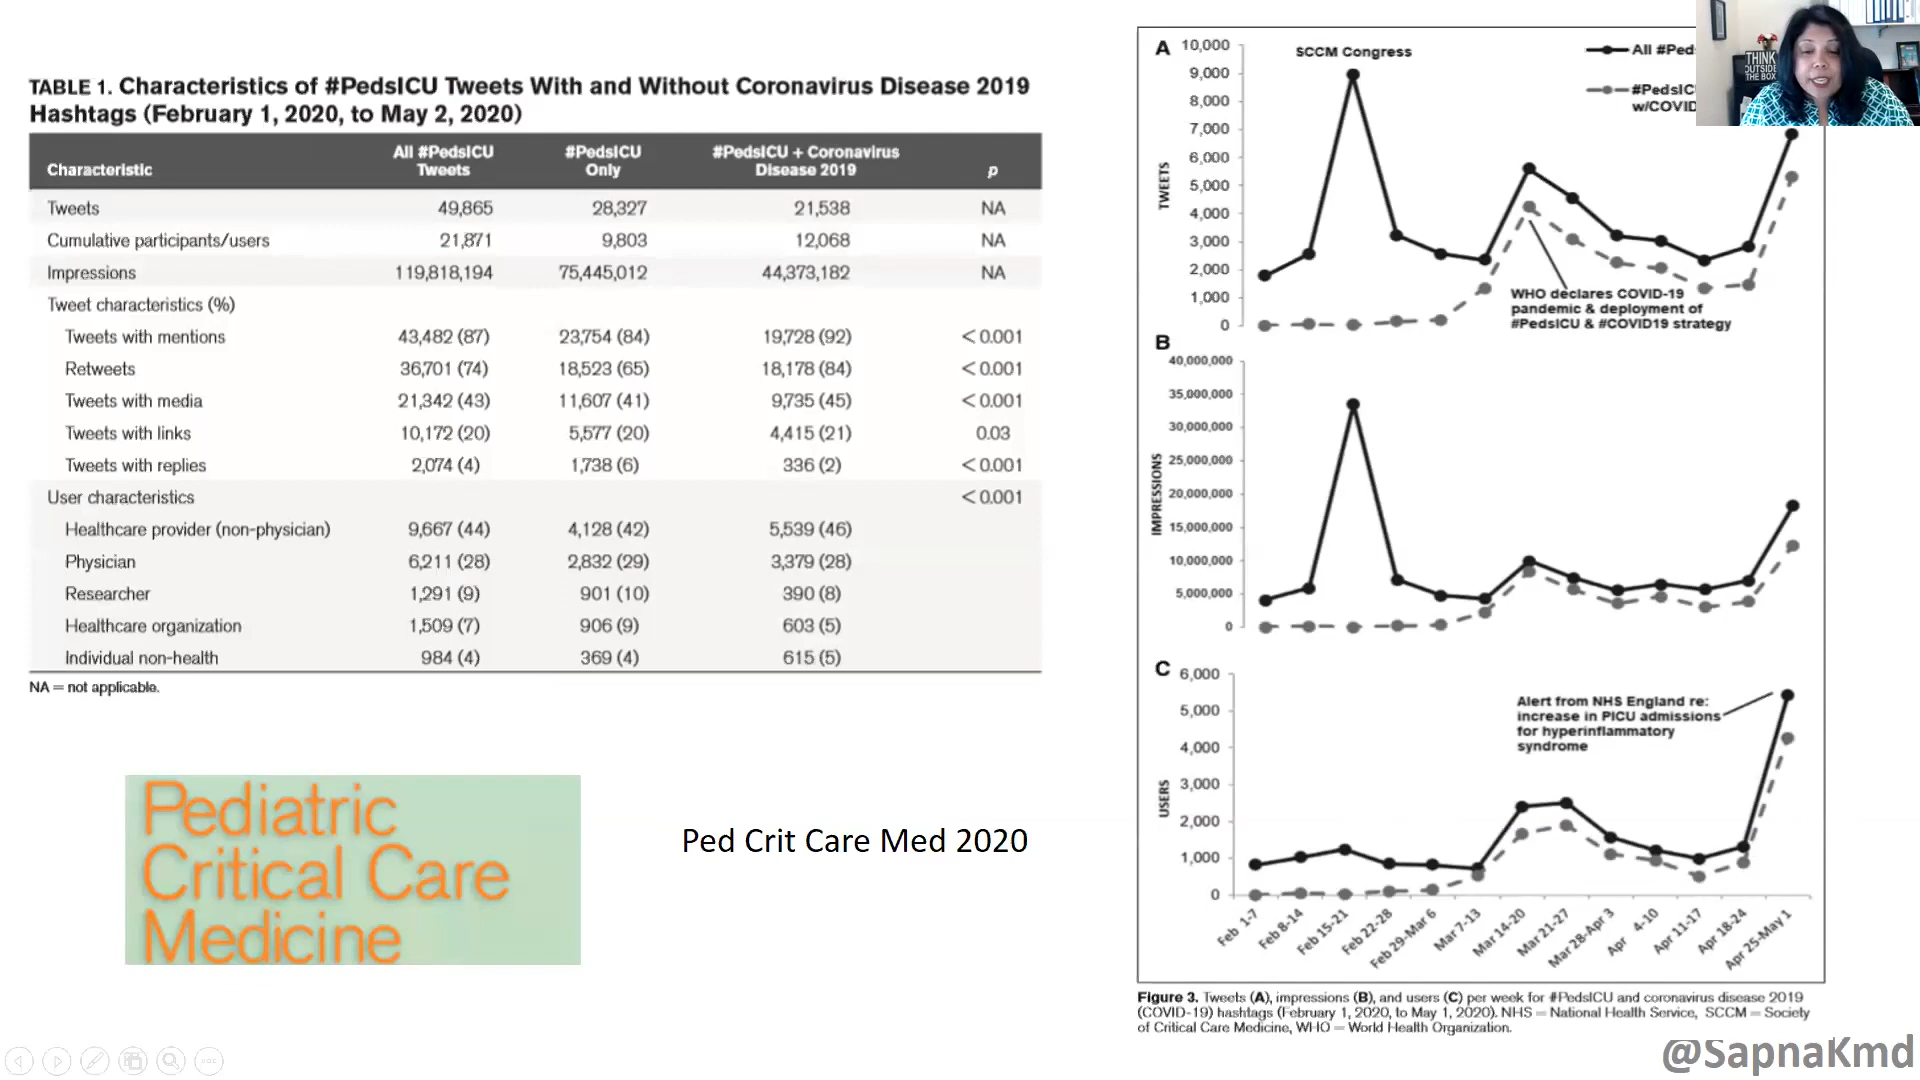 TABLE 1. Characteristics of #PedsICU Tweets With and Without Coronavirus Disease 2019
Hashtags (February 1, 2020, to May 2, 2020)
Characteristic All #PedsICU Tweets #PedsICU Only #PedsICU + Coronavirus Disease 2019 p
Tweets 49,865 28,327 21,538 NA
Cumulative participants/users 21,871 9,803 12,068 NA
Impressions 119,818,194 75,445,012 44,373,182 NA
Tweet characteristics (%)
Tweets with mentions 43,482 (87) 23,754 (84) 19,728 (92) < 0.001
Retweets 36,701 (74) 18,523 (65) 18,178 (84) < 0.001
Tweets with media 21,342 (43) 11,607 (41) 9,735 (45) < 0.001
Tweets with links 10,172 (20) 5,577 (20) 4,415 (21) 0.03
Tweets with replies 2,074 (4) 1,738 (6) 336 (2) < 0.001
User characteristics < 0.001
Healthcare provider (non-physician) 9,667 (44) 4,128 (42) 5,539 (46)
Physician 6,211 (28) 2,832 (29) 3,379 (28)
Researcher 1,291 (9) 901 (10) 390 (8)
Healthcare organization 1,509 (7) 906 (9) 603 (5)
Individual non-health 984 (4) 369 (4) 615 (5)
NA = not applicable.
Pediatric
Critical Care
Medicine
Ped Crit Care Med 2020
A
TWEETS
10,000
9,000
8,000
7,000
6,000
5,000
4,000
3,000
2,000
1,000
0
SCCM Congress
All #Ped
#PedsIC
w/COVID
THINK
OUTSIDE
THE BOX
WHO declares COVID-19
pandemic & deployment of
#PedsICU & #COVID19 strategy
B
IMPRESSIONS
40,000,000
35,000,000
30,000,000
25,000,000
20,000,000
15,000,000
10,000,000
5,000,000
0
C
USERS
6,000
5,000
4,000
3,000
2,000
1,000
0
Alert from NHS England re:
increase in PICU admissions
for hyperinflammatory
syndrome
Feb 1-7
Feb 8-14
Feb 15-21
Feb 22-28
Feb 29-Mar 6
Mar 7-13
Mar 14-20
Mar 21-27
Mar 28-Apr 3
Apr 4-10
Apr 11-17
Apr 18-24
Apr 25-May 1
Figure 3. Tweets (A), impressions (B), and users (C) per week for #PedsICU and coronavirus disease 2019
(COVID-19) hashtags (February 1, 2020, to May 1, 2020). NHS = National Health Service, SCCM = Society
of Critical Care Medicine, WHO = World Health Organization.
@SapnaKmd